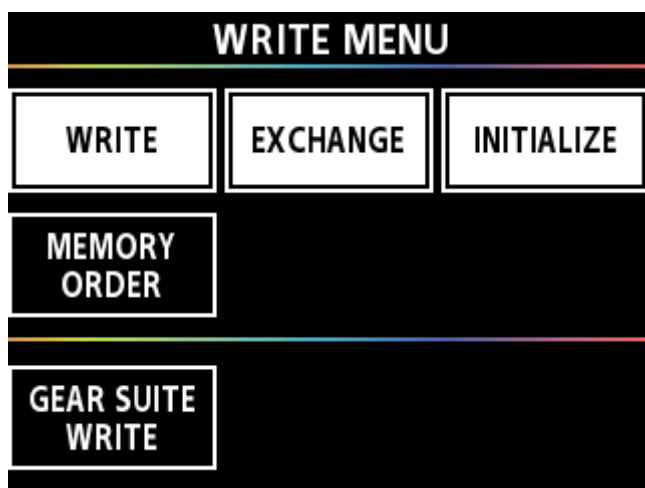 WRITE MENU
WRITE
EXCHANGE
INITIALIZE
MEMORY
ORDER
GEAR SUITE
WRITE